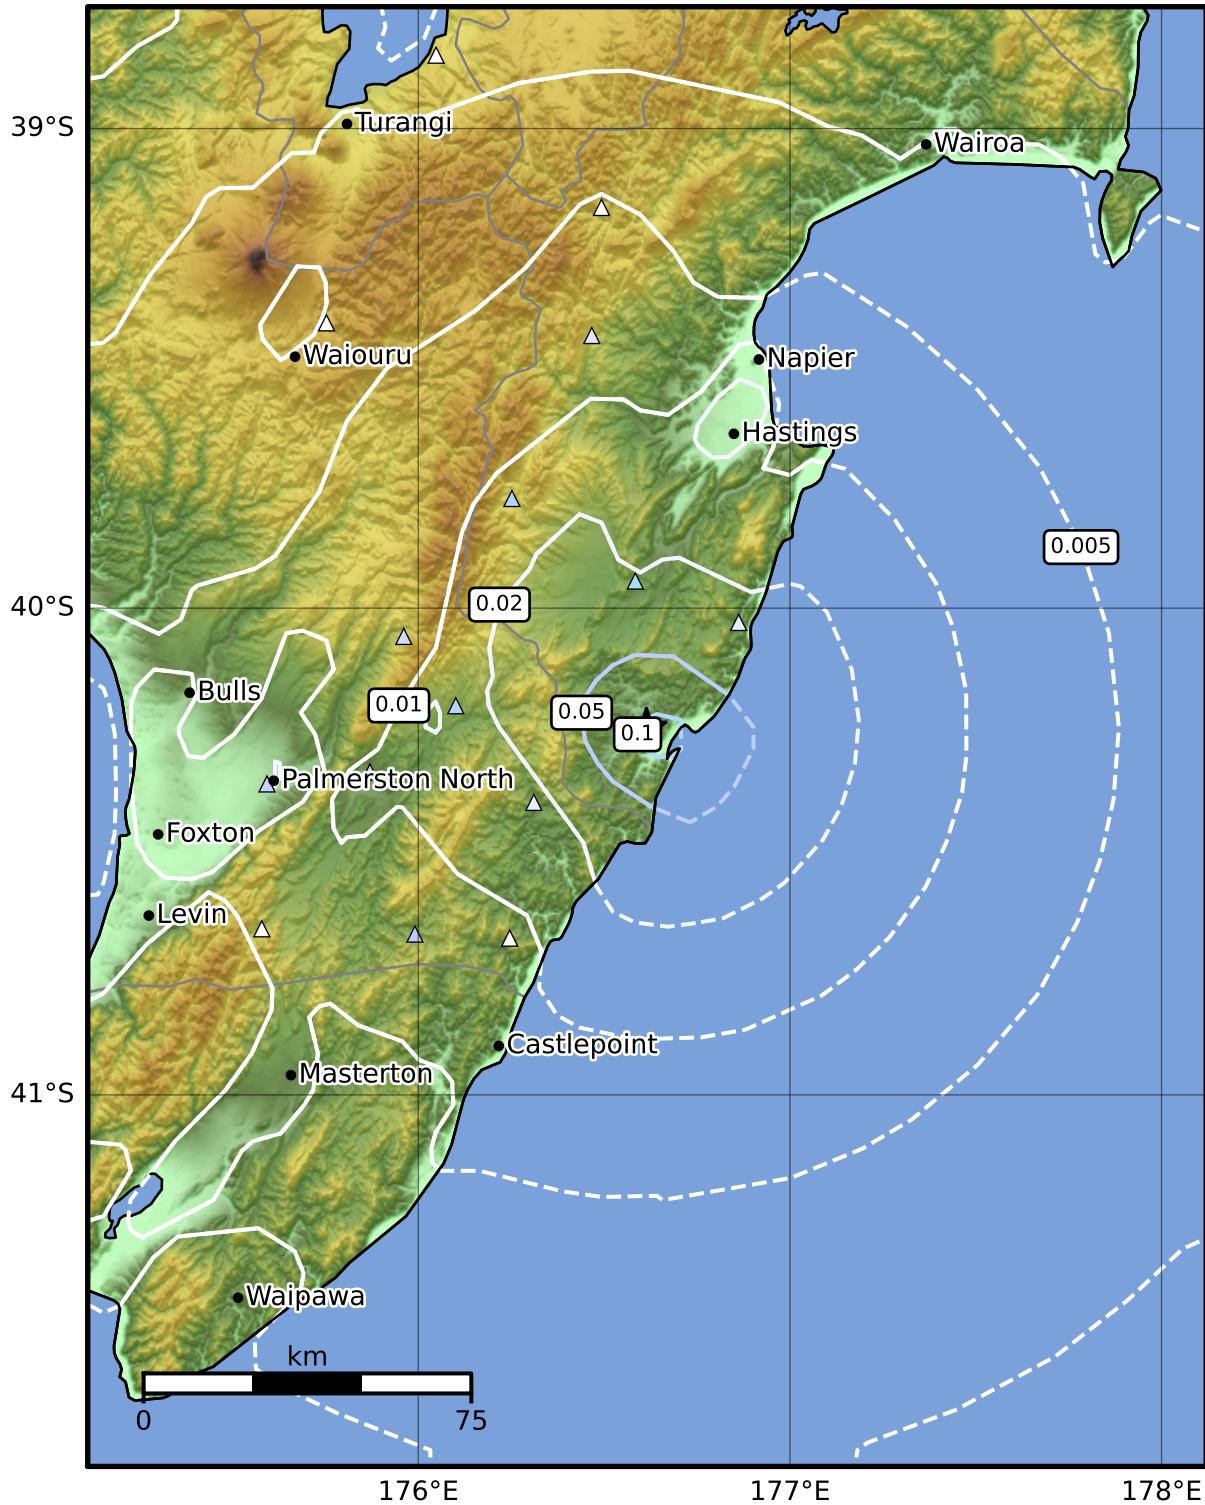 39°S
Turangi
Wairoa
Waiouru
Napier
Hastings
0.005
40°S
0.02
Bulls
0.01
0.05
0.1
Palmerston North
Foxton
Levin
Castlepoint
Masterton
41°S
Waipawa
km
0 75
176°E 177°E 178°E